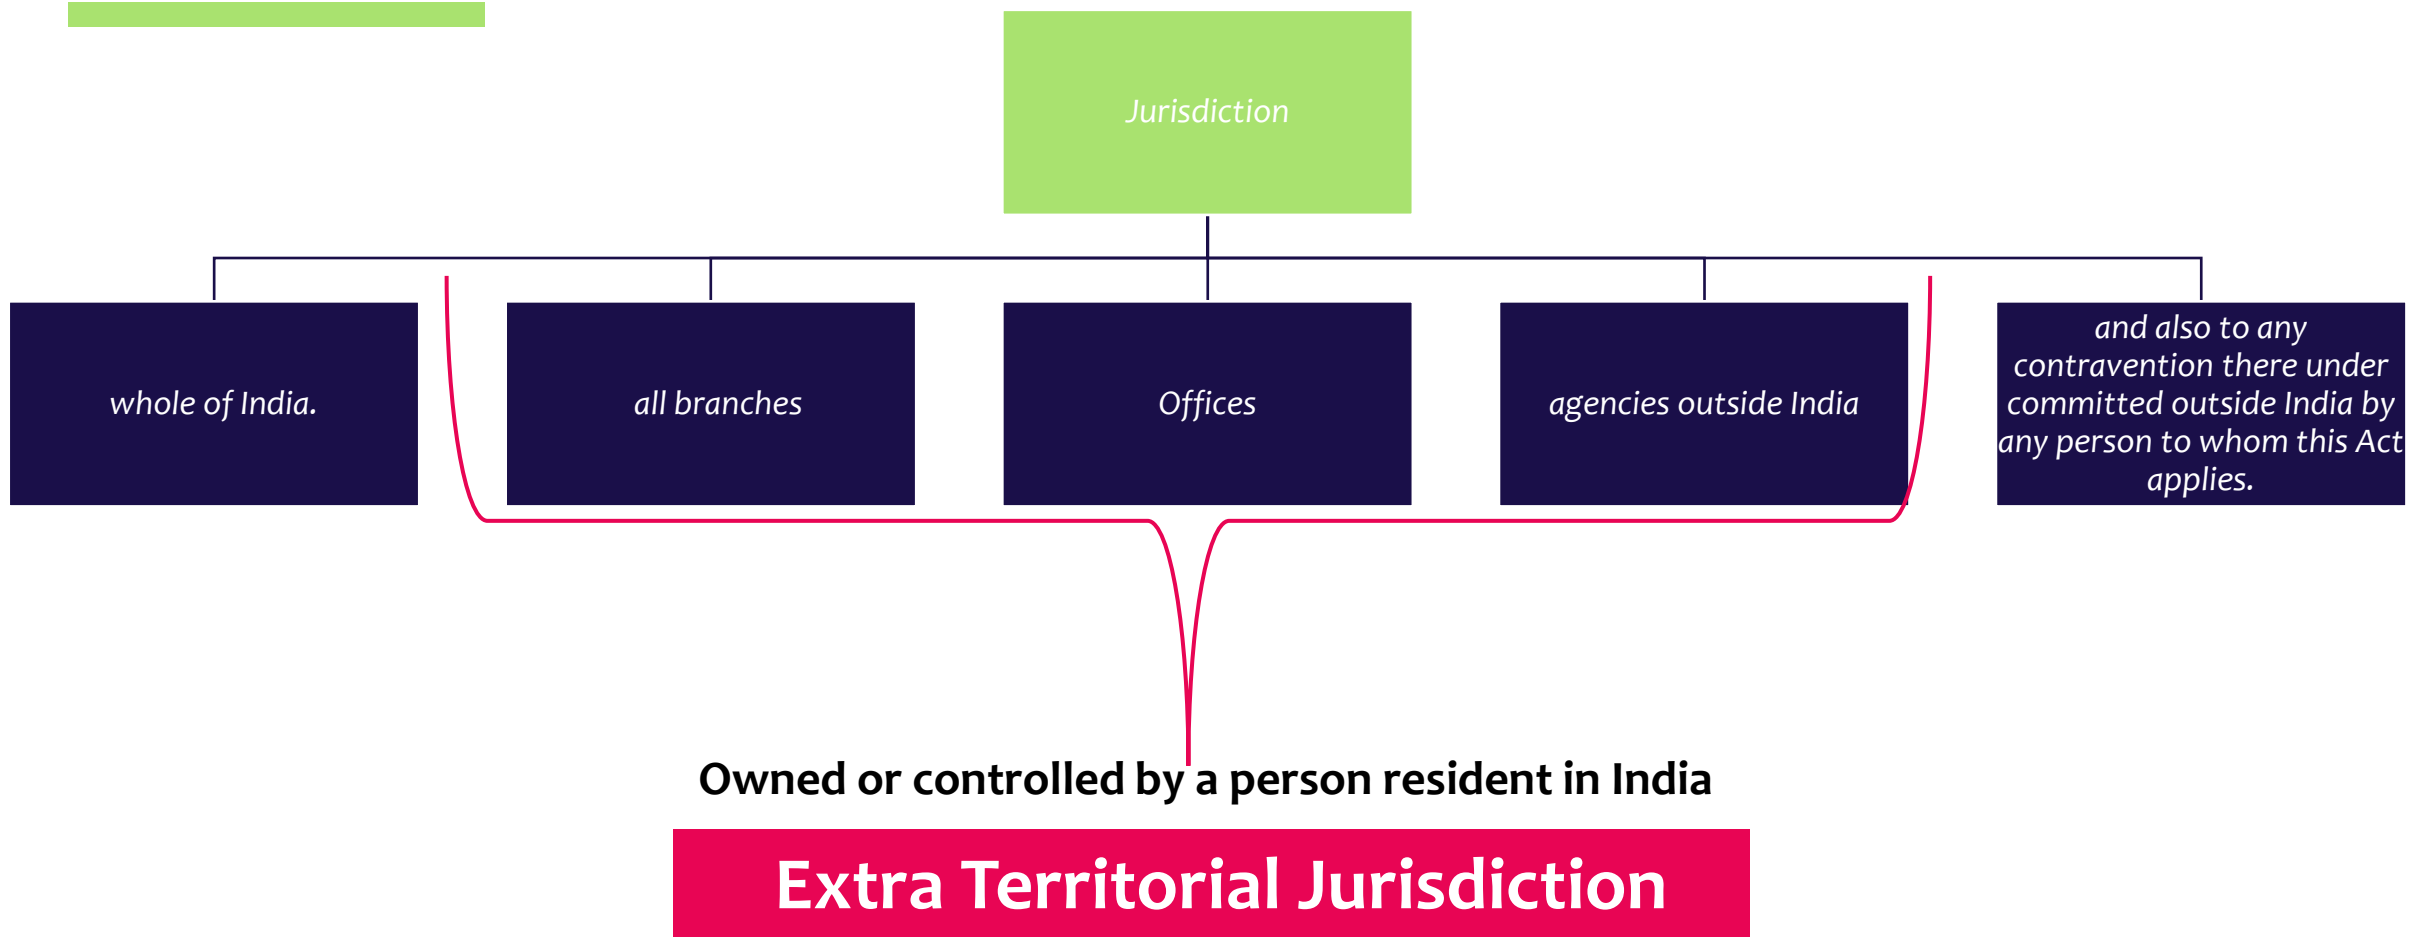 Jurisdiction
whole of India.
all branches
Offices
agencies outside India
and also to any
contravention there under
committed outside India by
any person to whom this Act
applies.
Owned or controlled by a person resident in India
Extra Territorial Jurisdiction